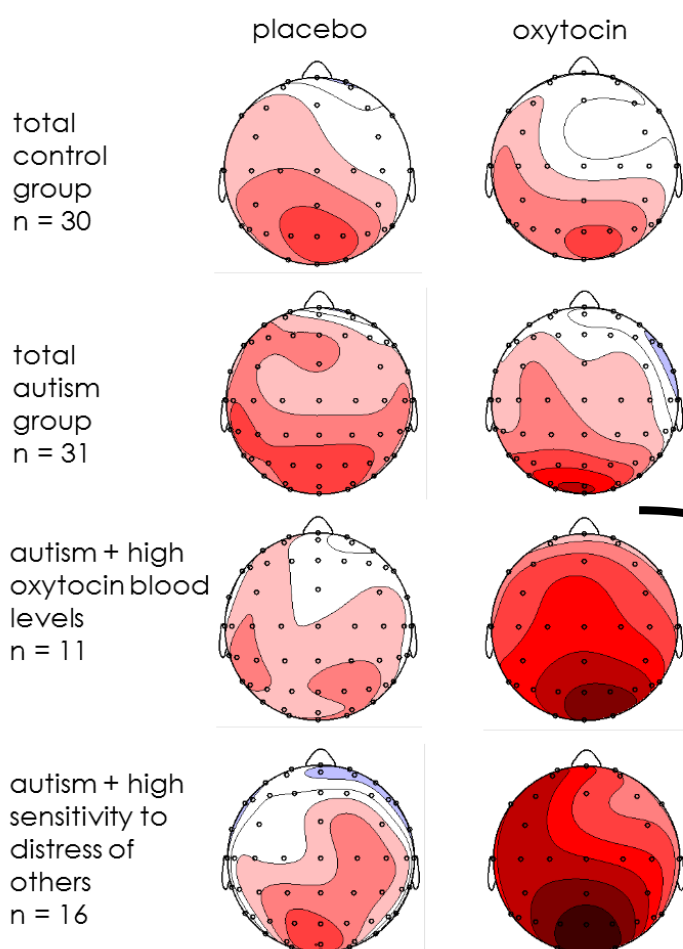 placebo
oxytocin
total
control
group
n = 30
total
autism
group
n = 31
autism + high
oxytocin blood
levels
n = 11
autism + high
sensitivity to
distress of
others
n = 16